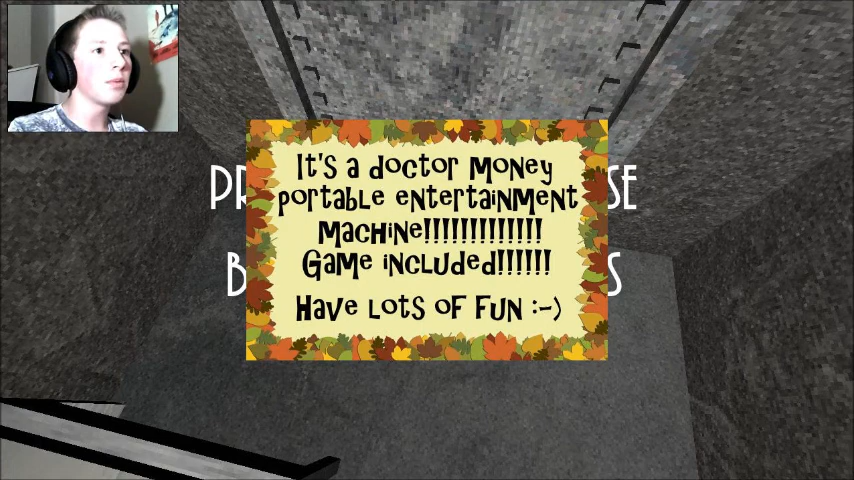 It's a doctor Money
portable entertainment
Machine!!!!!!!!!!!!!
Game included!!!!!!
Have lots of fun :-)